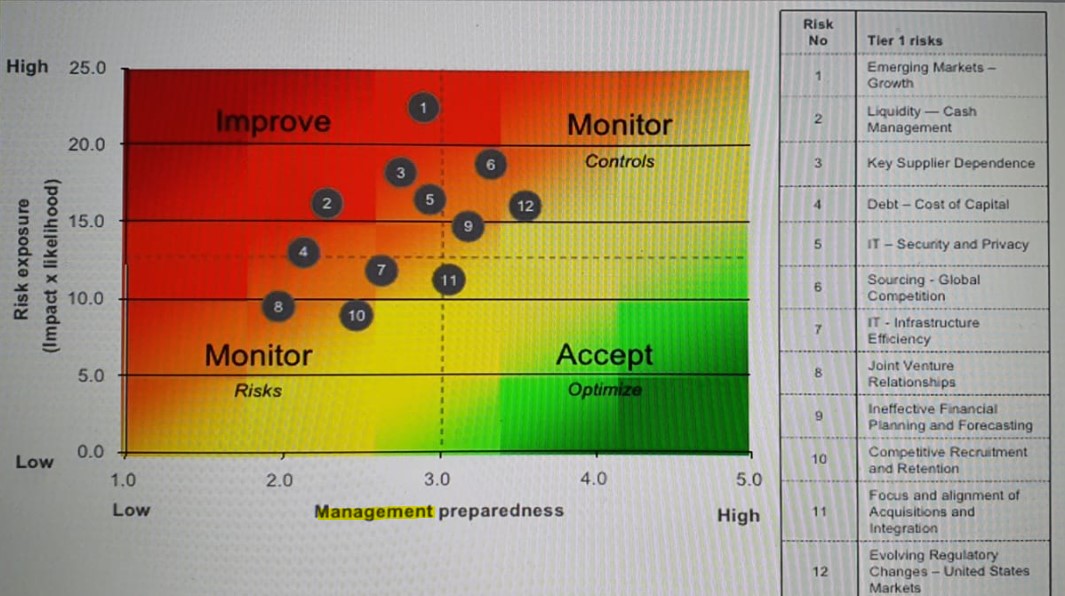 High
25.0
20.0
15.0
10.0
5.0
0.0
Low
Risk exposure
(Impact x likelihood)
Improve
Monitor
Controls
1
6
3
2
5
12
9
4
7
11
8
10
Monitor
Risks
Accept
Optimize
1.0
2.0
3.0
4.0
5.0
Low
Management preparedness
High
Risk
No
Tier 1 risks
1
Emerging Markets –
Growth
2
Liquidity — Cash
Management
3
Key Supplier Dependence
4
Debt – Cost of Capital
5
IT – Security and Privacy
6
Sourcing - Global
Competition
7
IT - Infrastructure
Efficiency
8
Joint Venture
Relationships
9
Ineffective Financial
Planning and Forecasting
10
Competitive Recruitment
and Retention
11
Focus and alignment of
Acquisitions and
Integration
12
Evolving Regulatory
Changes – United States
Markets